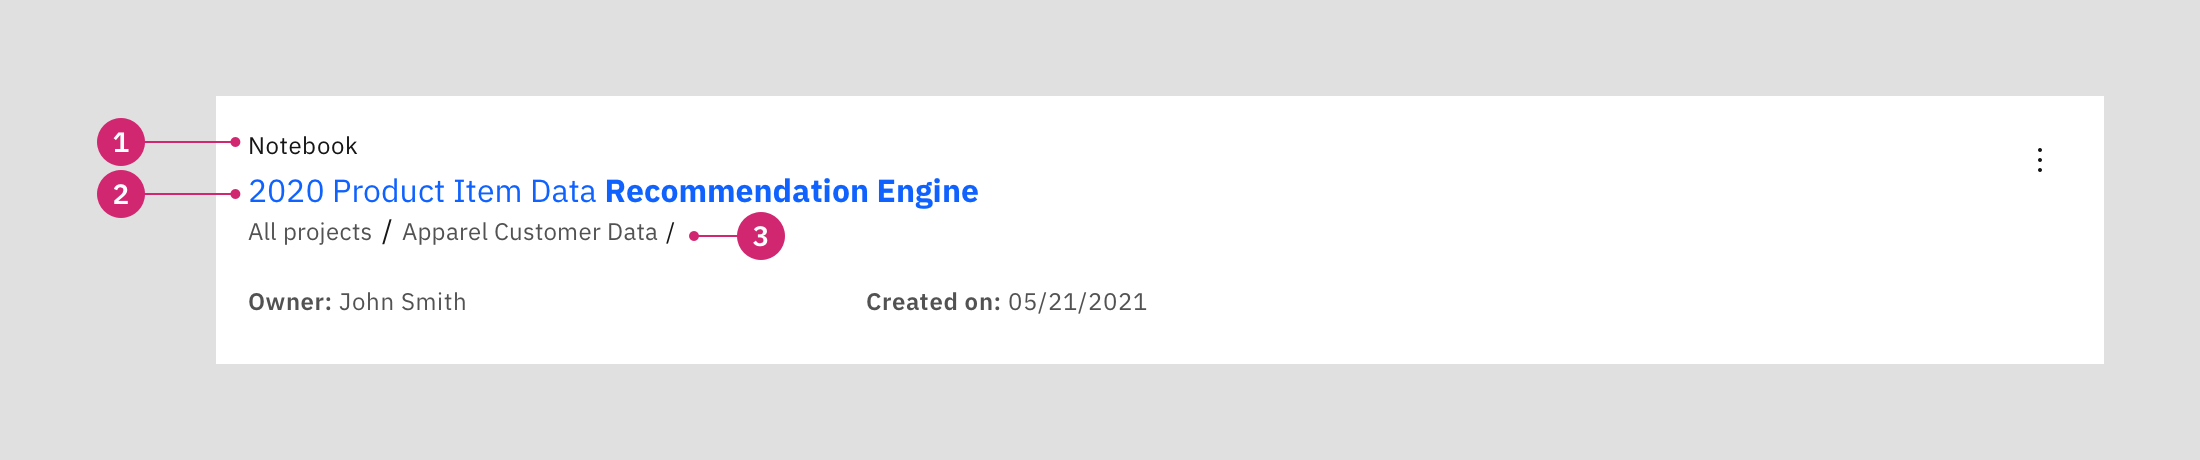 1 Notebook
2 2020 Product Item Data Recommendation Engine
All projects / Apparel Customer Data / 3
Owner: John Smith Created on: 05/21/2021